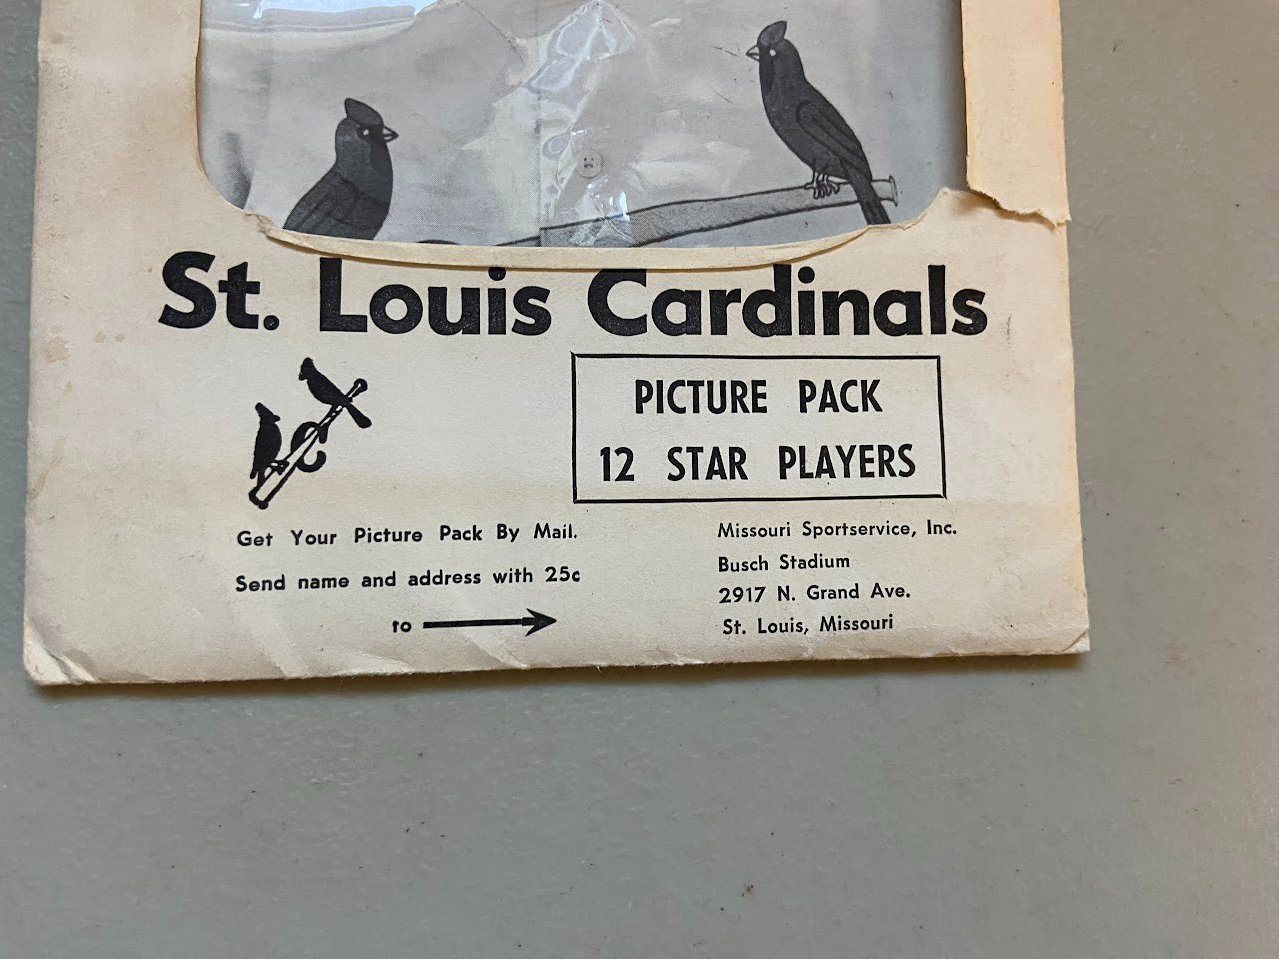 St. Louis Cardinals
PICTURE PACK
12 STAR PLAYERS
Get Your Picture Pack By Mail.
Send name and address with 25c
to
Missouri Sportservice, Inc.
Busch Stadium
2917 N. Grand Ave.
St. Louis, Missouri